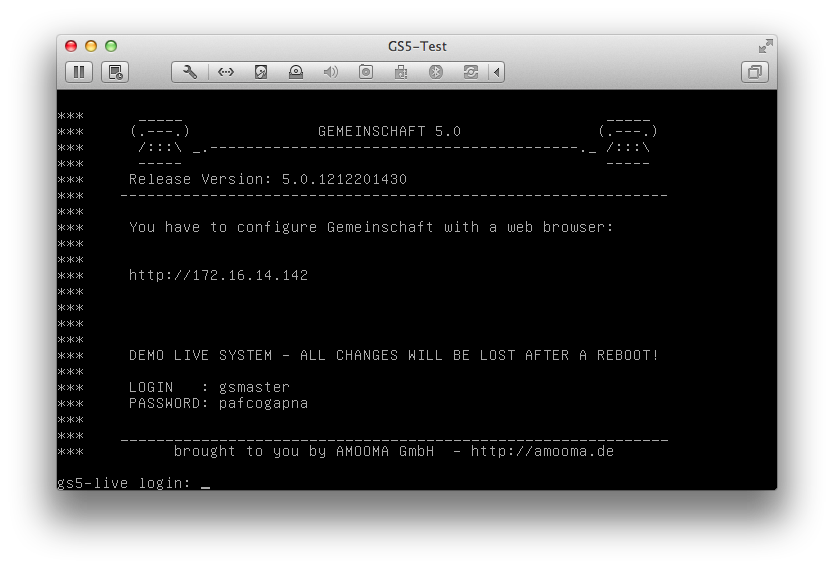 GS5-Test
***         _____                                               _____
***        (.---.)              GEMEINSCHAFT 5.0               (.---.)
***         /:::\ _.-----------------------------------------._ /:::\
***         -----                                               -----
***     Release Version: 5.0.1212201430
***    -------------------------------------------------------------
***
***     You have to configure Gemeinschaft with a web browser:
***
***
***     http://172.16.14.142
***
***
***
***
***     DEMO LIVE SYSTEM - ALL CHANGES WILL BE LOST AFTER A REBOOT!
***
***     LOGIN   : gsmaster
***     PASSWORD: pafcogapna
***
***    _____________________________________________________________
***          brought to you by AMOOMA GmbH  - http://amooma.de
gs5-live login: _